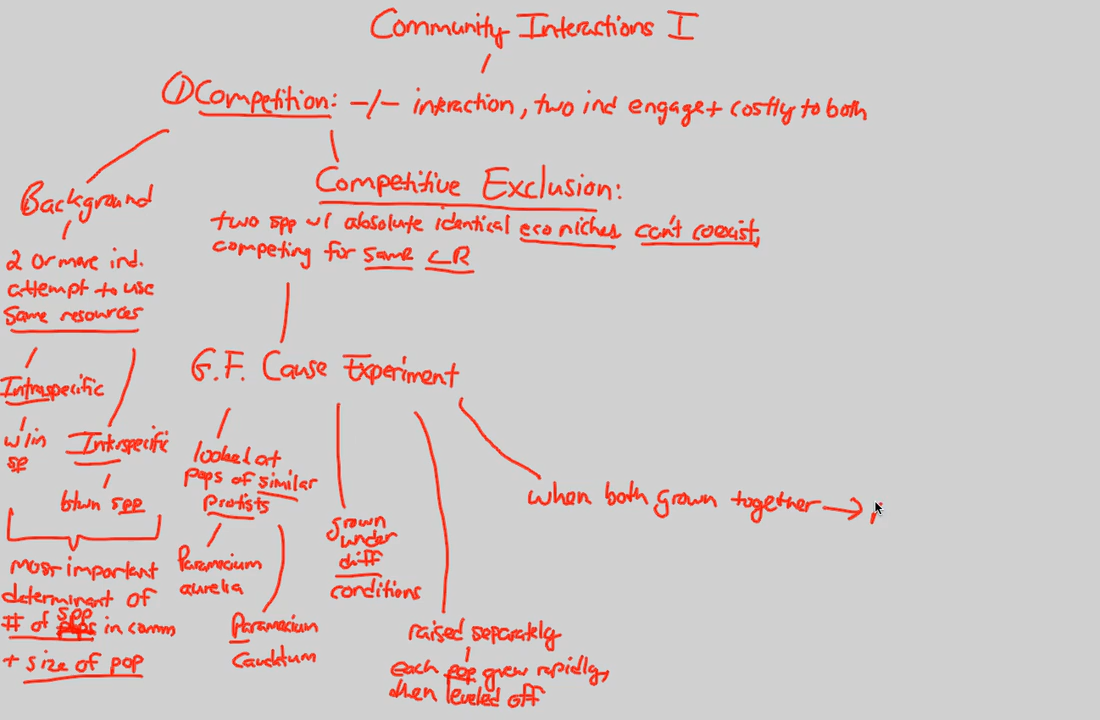 Community Interactions I
① Competition: -/- interaction, two ind engage + costly to both
Background
2 or more ind.
attempt to use
same resources
Intraspecific
w/in
sp
Interspecific
btwn spp
most important
determinant of
# of spp in comm
+ size of pop
Competitive Exclusion:
two spp w/ absolute identical eco niches can't coexist,
competing for same LR
G.F. Cause Experiment
looked at
pops of similar
protists
Paramecium
aurelia
Paramecium
Caudatum
grown
under
diff
conditions
raised separately
each pop grew rapidly,
then leveled off
when both grown together →